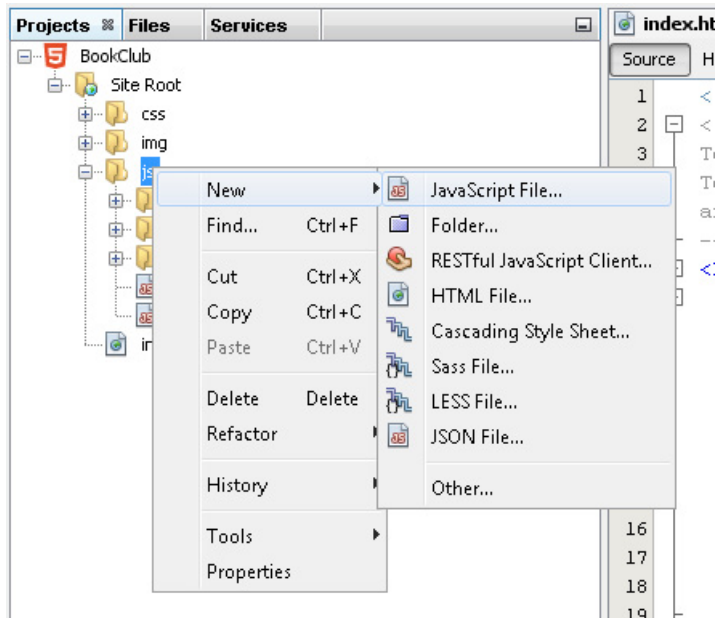 Projects Files Services
index.ht
Source H
BookClub
Site Root
css
img
js
1
2
3
New
Find... Ctrl+F
Cut Ctrl+X
Copy Ctrl+C
Paste Ctrl+V
Delete Delete
Refactor
History
Tools
Properties
JavaScript File...
Folder...
RESTful JavaScript Client...
HTML File...
Cascading Style Sheet...
Sass File...
LESS File...
JSON File...
Other...
16
17
18
19